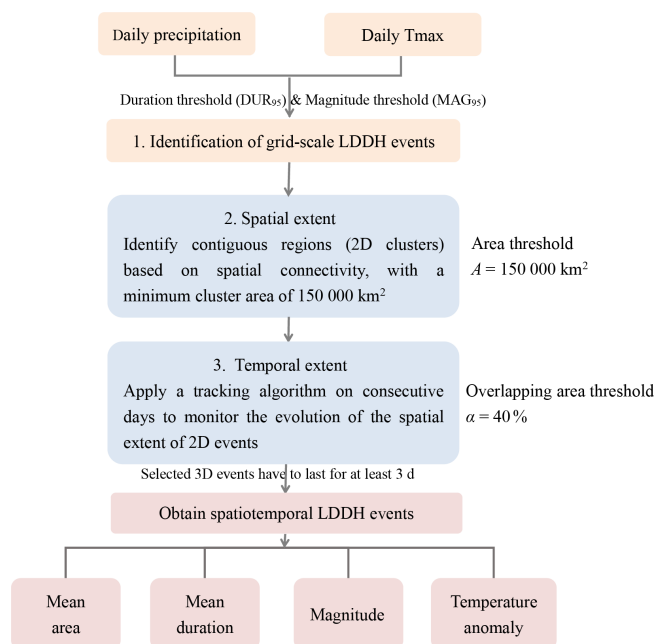 Daily precipitation
Daily Tmax
Duration threshold (DUR₉₅) & Magnitude threshold (MAG₉₅)
1. Identification of grid-scale LDDH events
2. Spatial extent
Identify contiguous regions (2D clusters)
based on spatial connectivity, with a
minimum cluster area of 150 000 km²
Area threshold
A = 150 000 km²
3. Temporal extent
Apply a tracking algorithm on consecutive
days to monitor the evolution of the spatial
extent of 2D events
Overlapping area threshold
α = 40 %
Selected 3D events have to last for at least 3 d
Obtain spatiotemporal LDDH events
Mean
area
Mean
duration
Magnitude
Temperature
anomaly